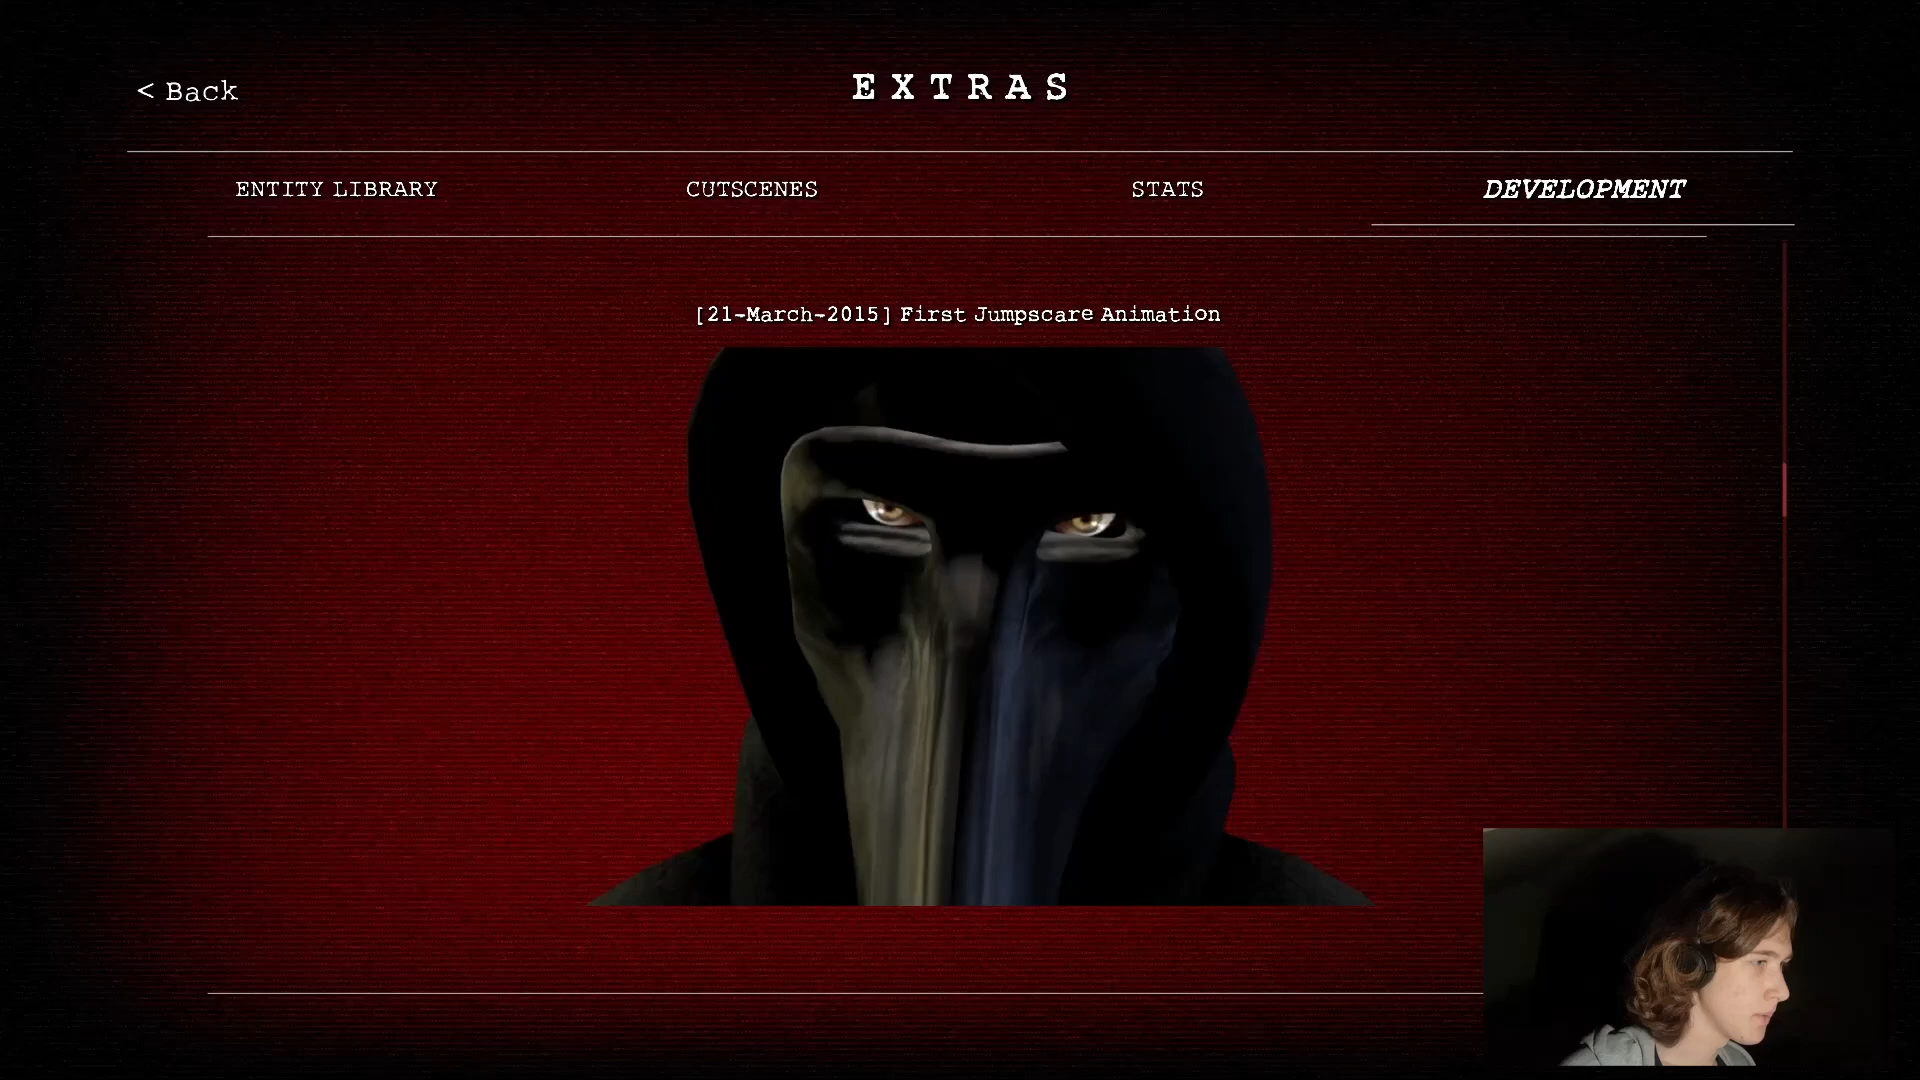 < Back
EXTRAS
ENTITY LIBRARY
CUTSCENES
STATS
DEVELOPMENT
[21-March-2015] First Jumpscare Animation